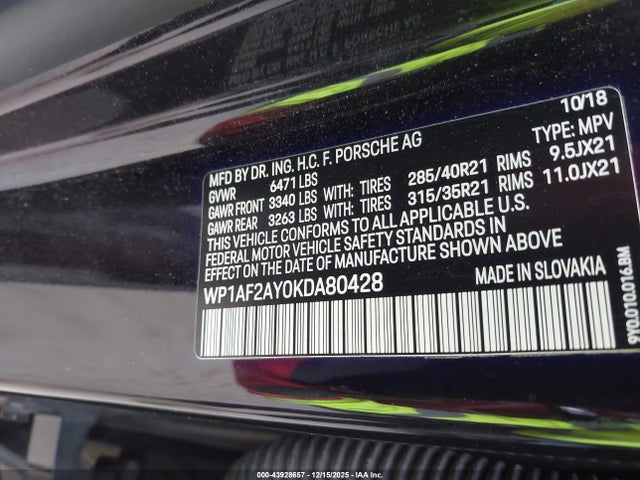 10/18
MFD BY DR. ING. H.C. F. PORSCHE AG
TYPE: MPV
GVWR 6471 LBS
GAWR FRONT 3340 LBS WITH: TIRES 285/40R21 RIMS 9.5JX21
GAWR REAR 3263 LBS WITH: TIRES 315/35R21 RIMS 11.0JX21
THIS VEHICLE CONFORMS TO ALL APPLICABLE U.S.
FEDERAL MOTOR VEHICLE SAFETY STANDARDS IN
EFFECT ON THE DATE OF MANUFACTURE SHOWN ABOVE.
WP1AF2AY0KDA80428
MADE IN SLOVAKIA
9Y0.010.016.BM
000-43928657 - 12/15/2025 - IAA Inc.